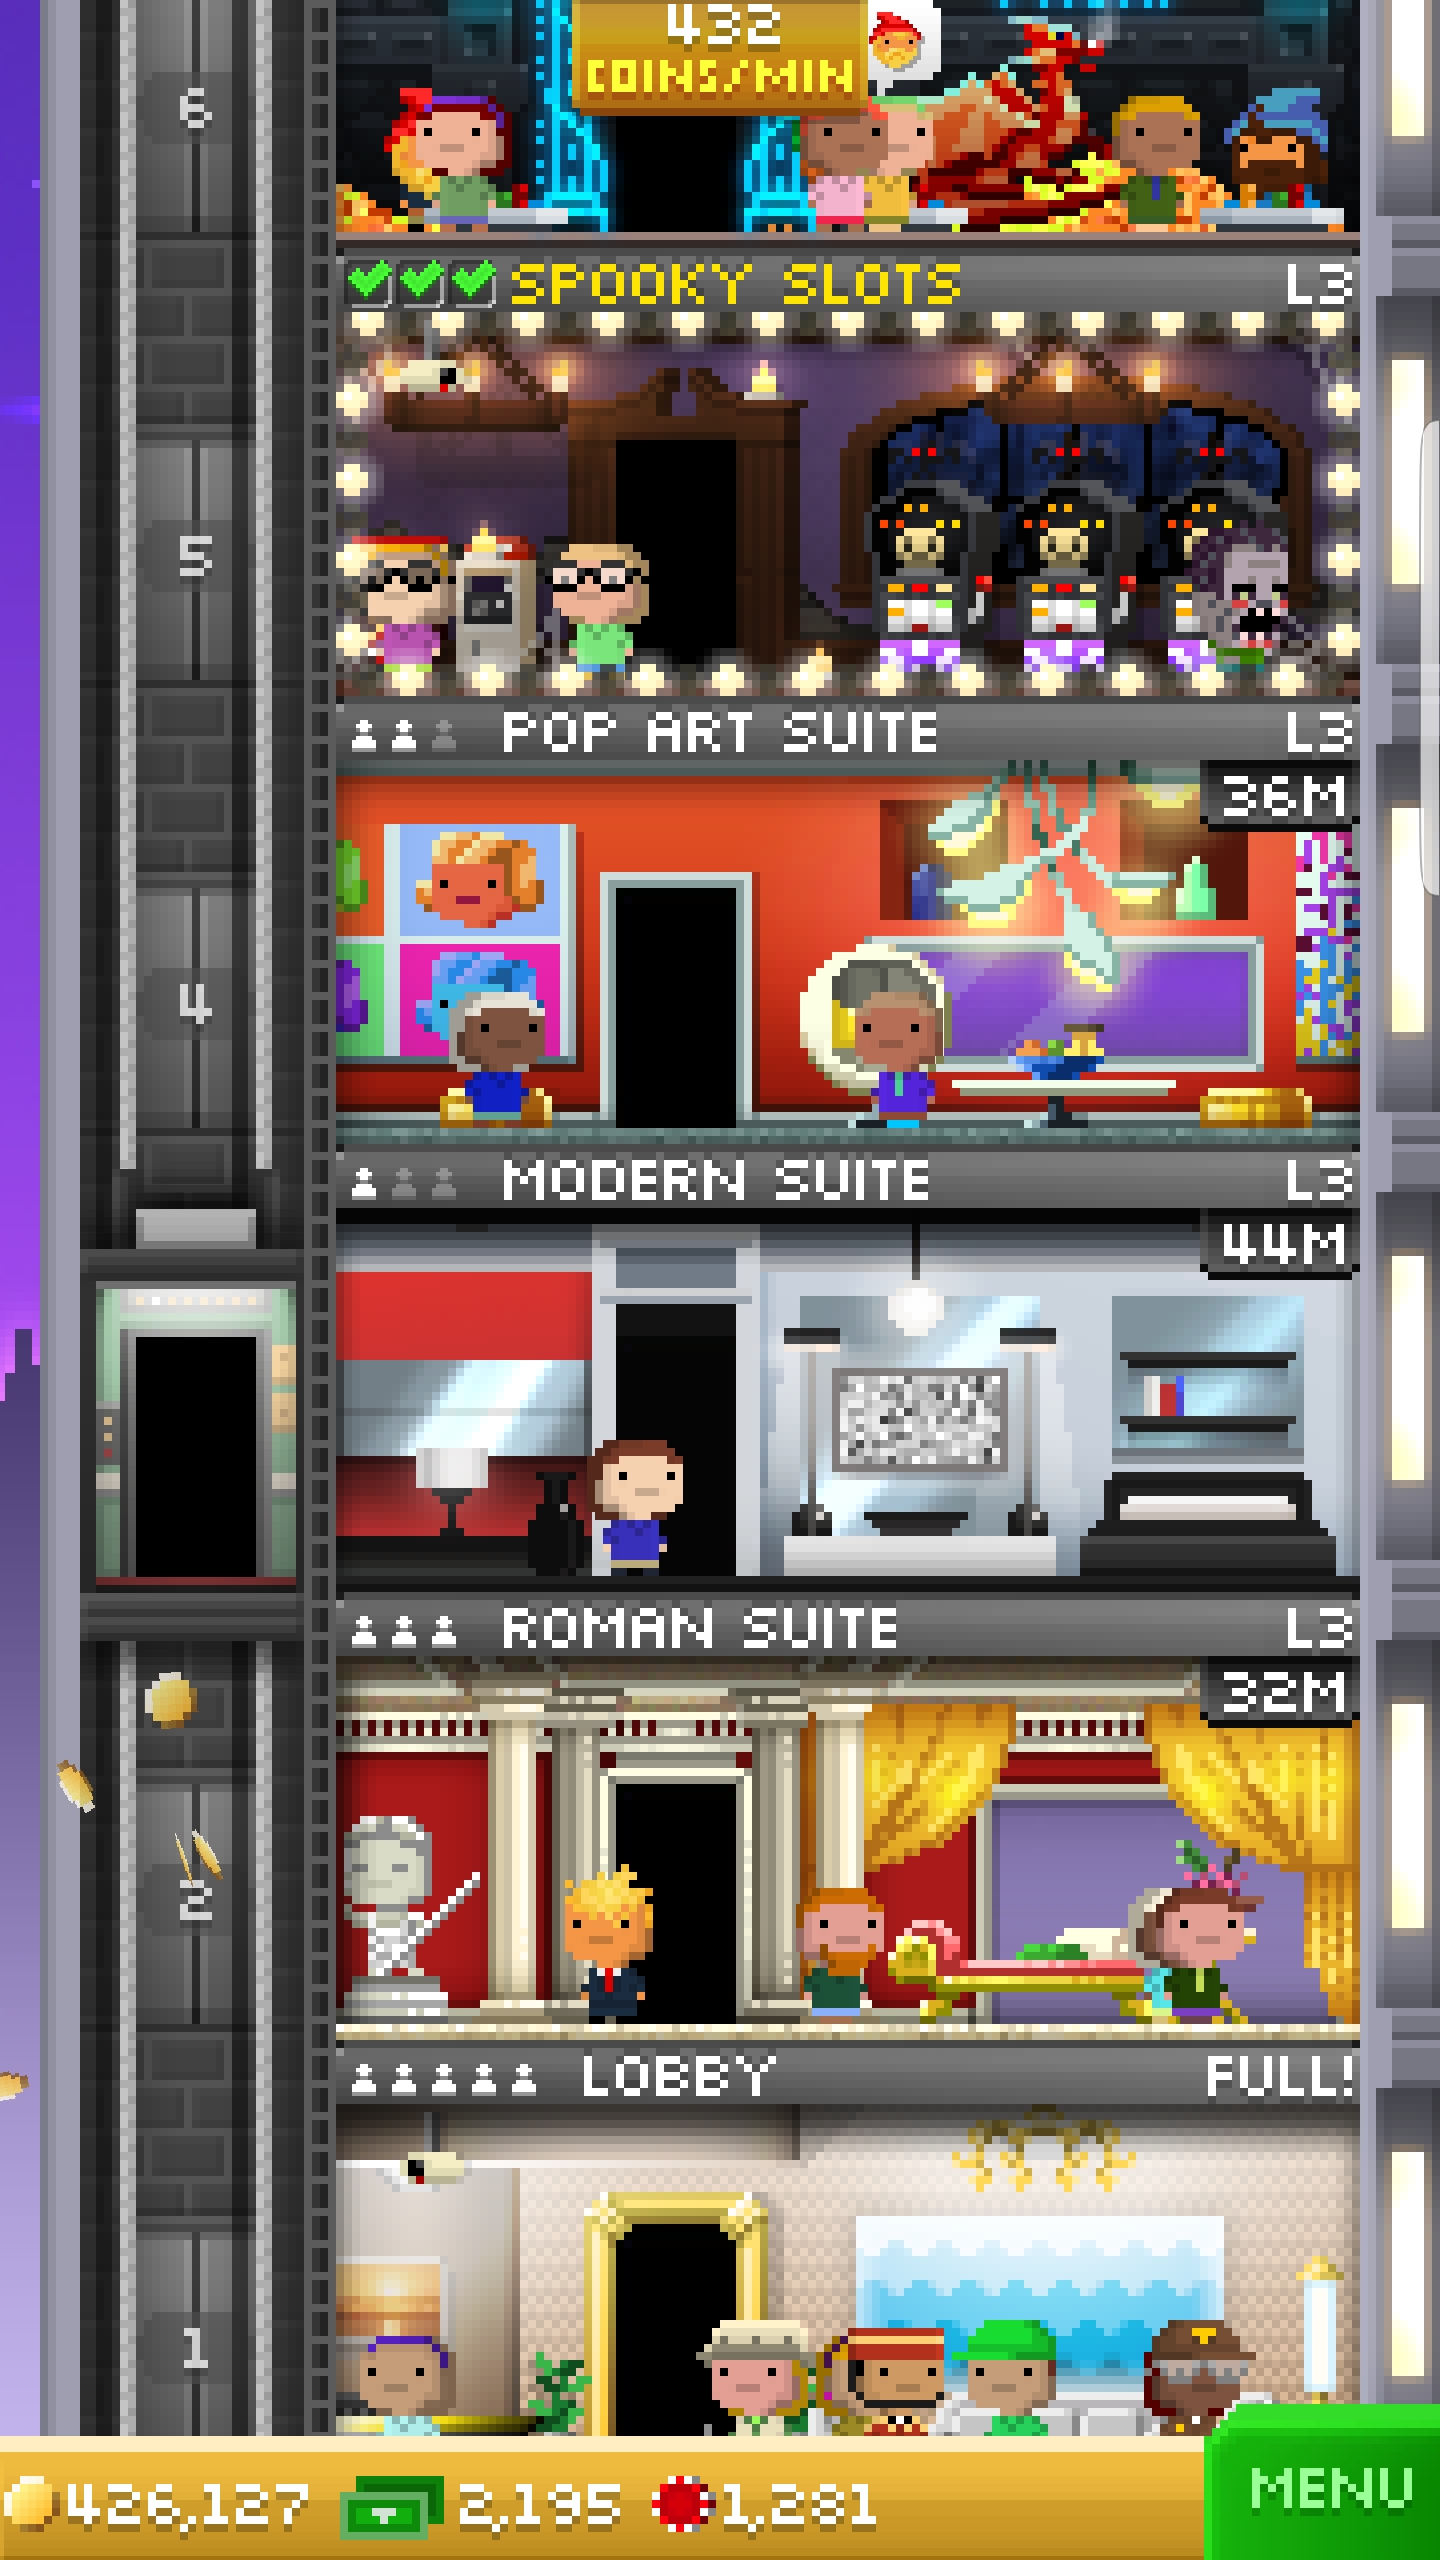 432
COINS/MIN
6
SPOOKY SLOTS L3
5
POP ART SUITE L3
36M
4
MODERN SUITE L3
44M
ROMAN SUITE L3
32M
2
LOBBY FULL!
1
426,127 2,195 1,281 MENU